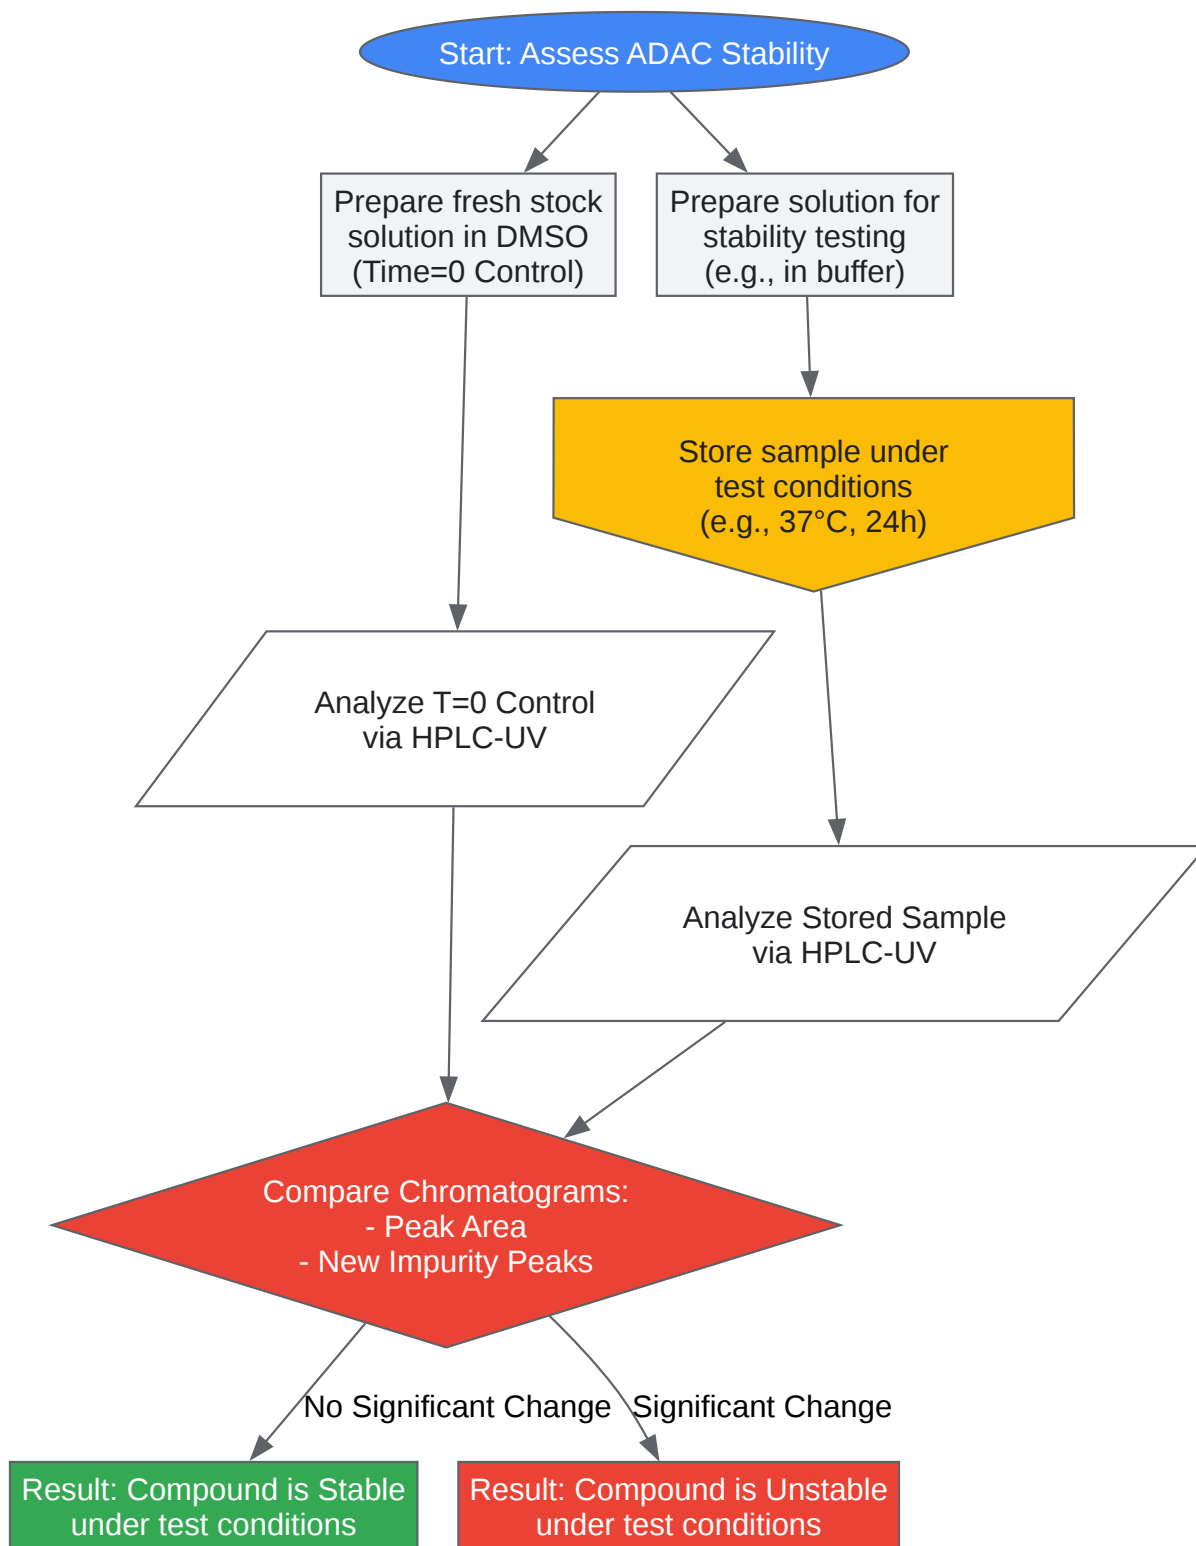 Start: Assess ADAC Stability
Prepare fresh stock
solution in DMSO
(Time=0 Control)
Prepare solution for
stability testing
(e.g., in buffer)
Store sample under
test conditions
(e.g., 37°C, 24h)
Analyze T=0 Control
via HPLC-UV
Analyze Stored Sample
via HPLC-UV
Compare Chromatograms:
- Peak Area
- New Impurity Peaks
No Significant Change
Significant Change
Result: Compound is Stable
under test conditions
Result: Compound is Unstable
under test conditions